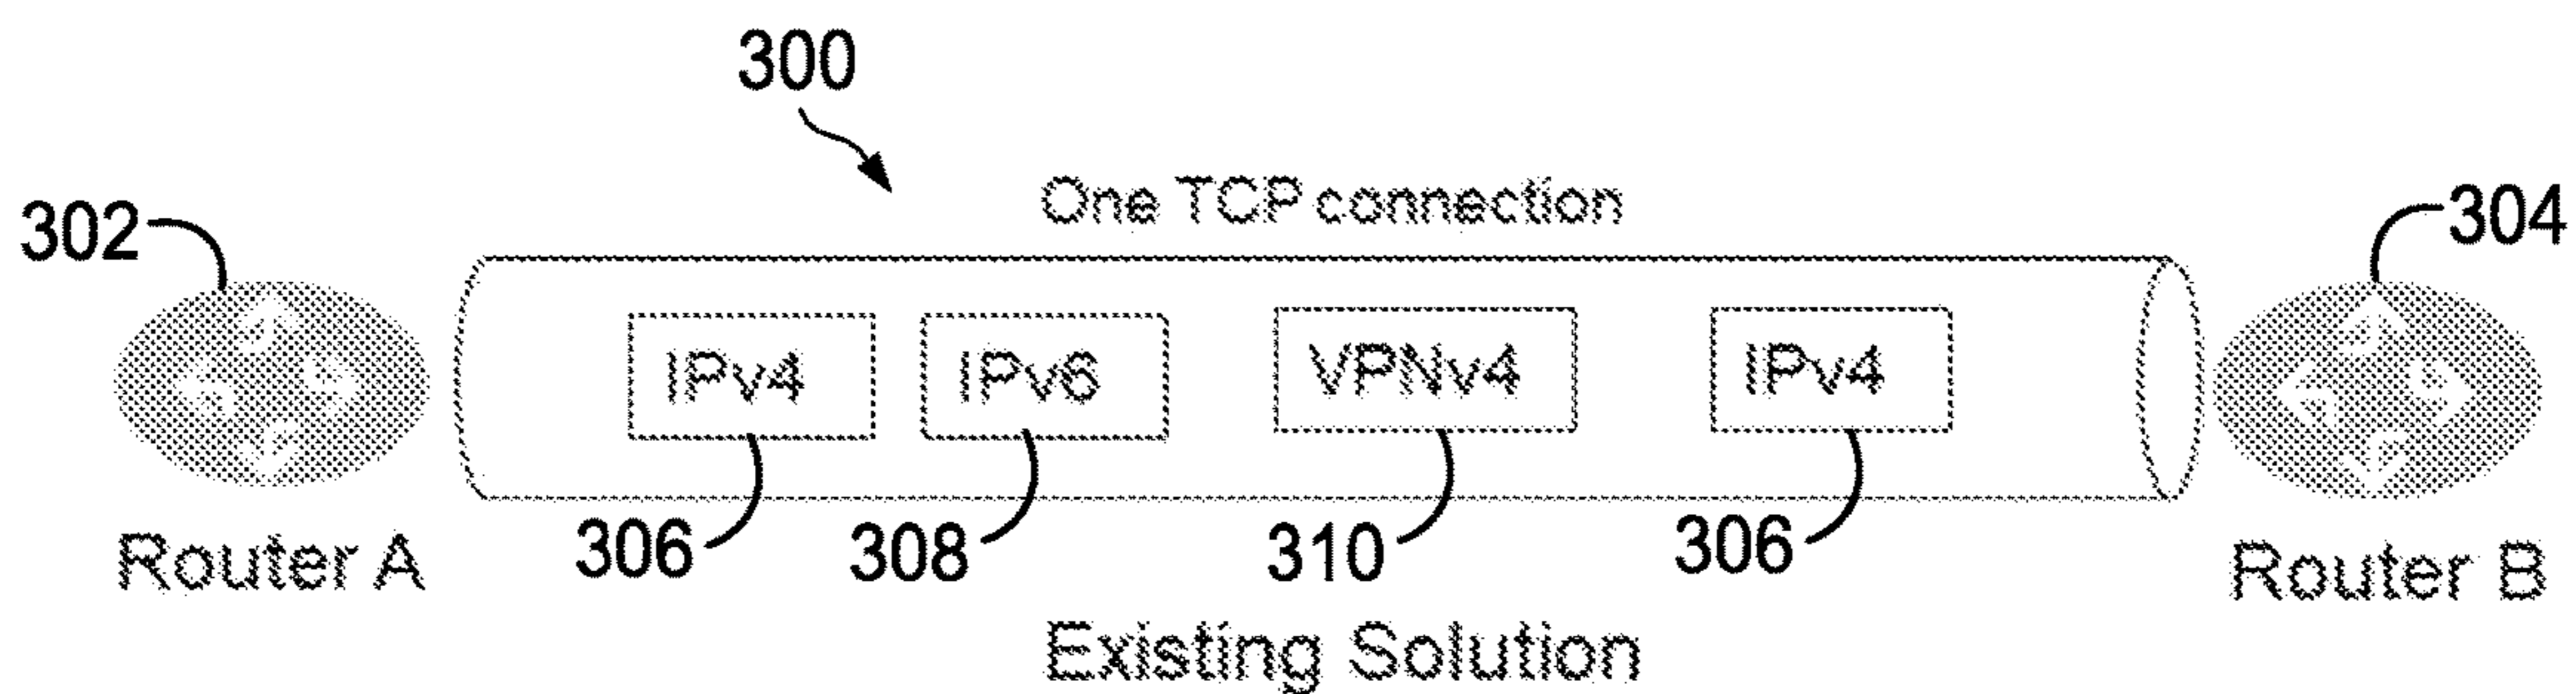 300
One TCP connection
302
304
IPv4
IPv6
VPNv4
IPv4
306
308
310
306
Router A
Router B
Existing Solution